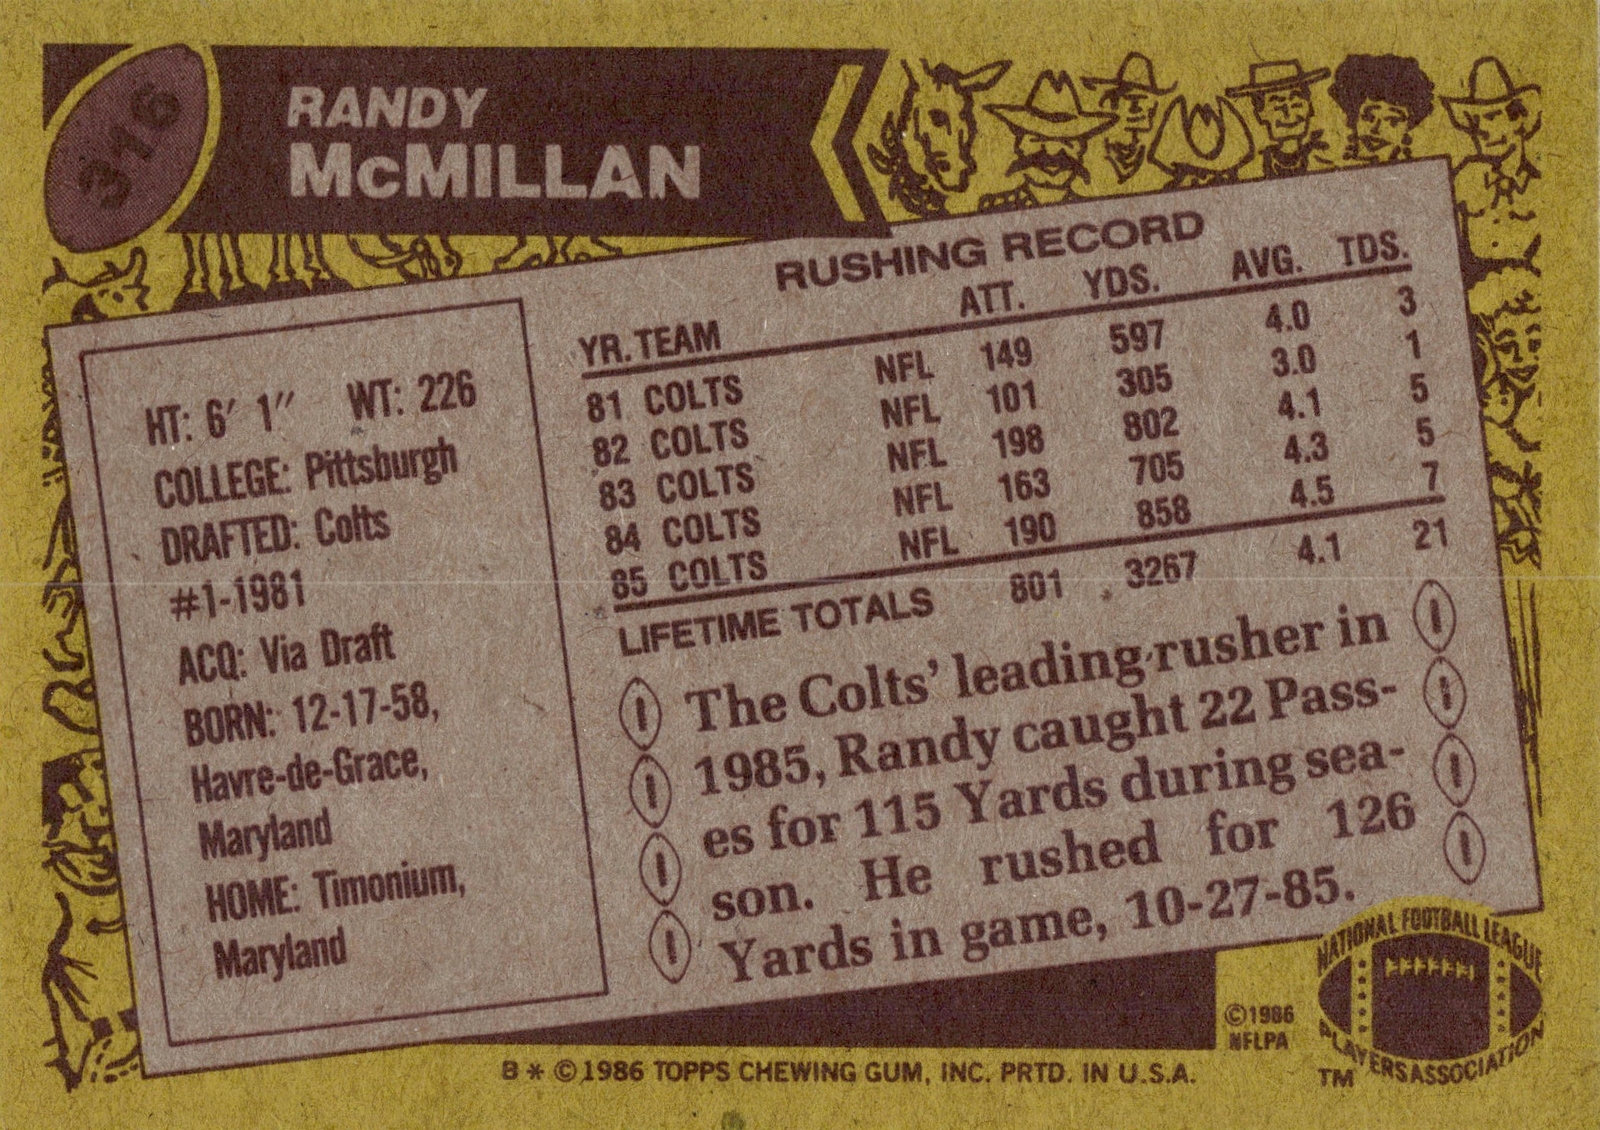 316
RANDY
McMILLAN
HT: 6' 1" WT: 226
COLLEGE: Pittsburgh
DRAFTED: Colts
#1-1981
ACQ: Via Draft
BORN: 12-17-58,
Havre-de-Grace,
Maryland
HOME: Timonium,
Maryland
RUSHING RECORD
YR. TEAM ATT. YDS. AVG. TDS.
81 COLTS NFL 149 597 4.0 3
82 COLTS NFL 101 305 3.0 1
83 COLTS NFL 198 802 4.1 5
84 COLTS NFL 163 705 4.3 5
85 COLTS NFL 190 858 4.5 7
LIFETIME TOTALS 801 3267 4.1 21
The Colts' leading rusher in
1985, Randy caught 22 Pass-
es for 115 Yards during sea-
son. He rushed for 126
Yards in game, 10-27-85.
©1986
NFLPA
NATIONAL FOOTBALL LEAGUE
PLAYERS ASSOCIATION
TM
B * © 1986 TOPPS CHEWING GUM, INC. PRTD. IN U.S.A.